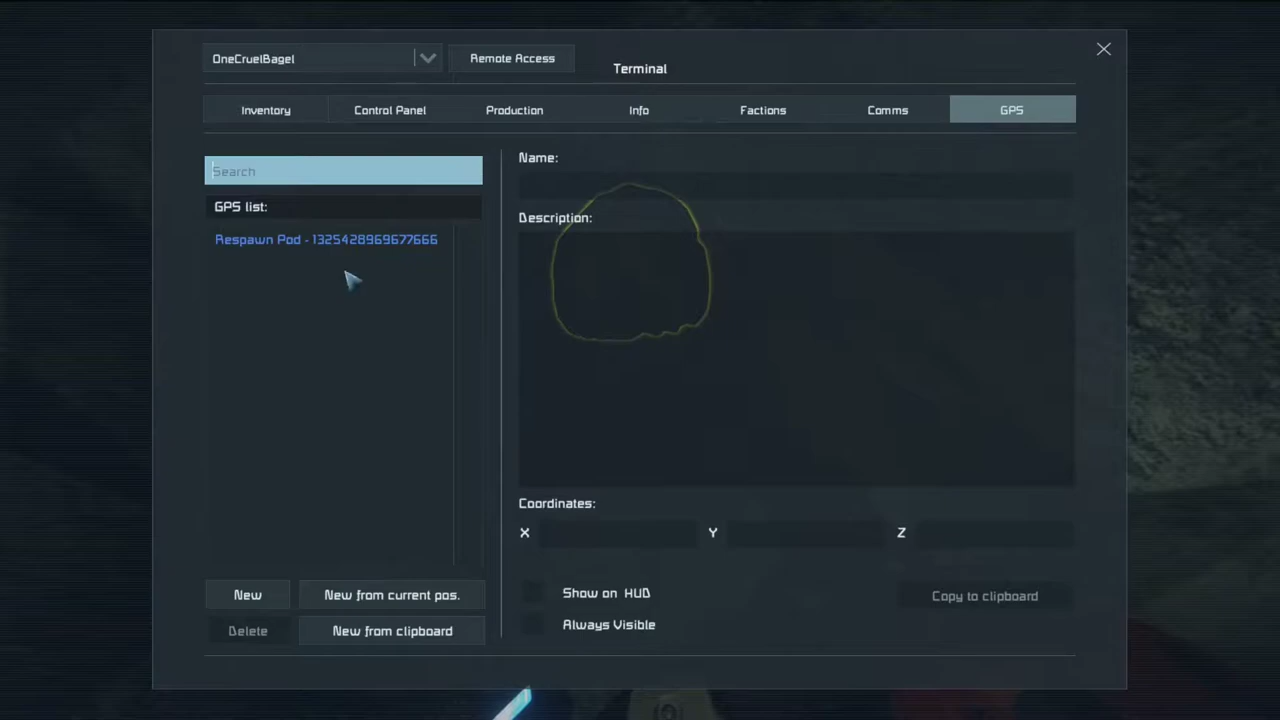 OneCruelBagel
Remote Access
Terminal
Inventory
Control Panel
Production
Info
Factions
Comms
GPS
Search
GPS list:
Respawn Pod - 1325428969677666
New
New from current pos.
Delete
New from clipboard
Name:
Description:
Coordinates:
X
Y
Z
Show on HUD
Always Visible
Copy to clipboard